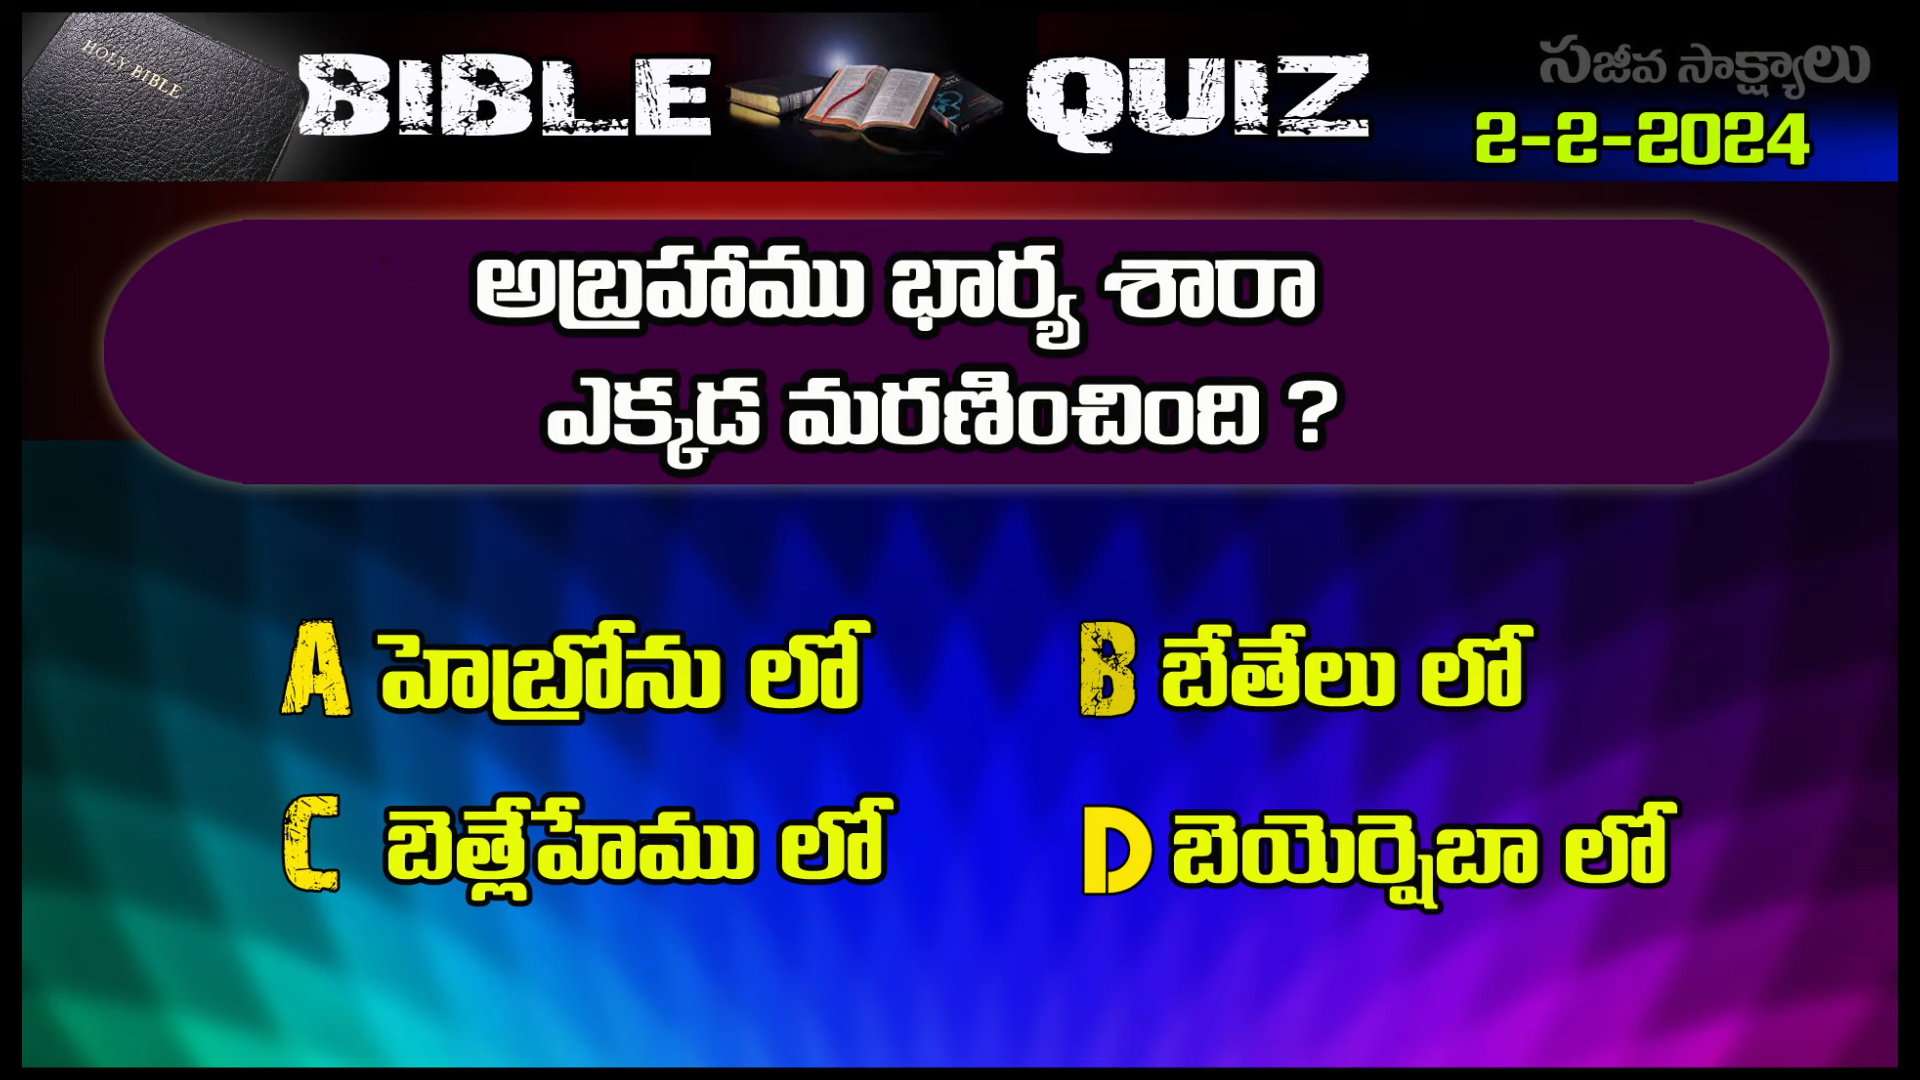 HOLY BIBLE
BIBLE QUIZ
సజీవ సాక్ష్యాలు
2-2-2024
అబ్రహాము భార్య శారా
ఎక్కడ మరణించింది ?
A హెబ్రోను లో
B బేతేలు లో
C బెత్లేహేము లో
D బెయెర్షెబా లో